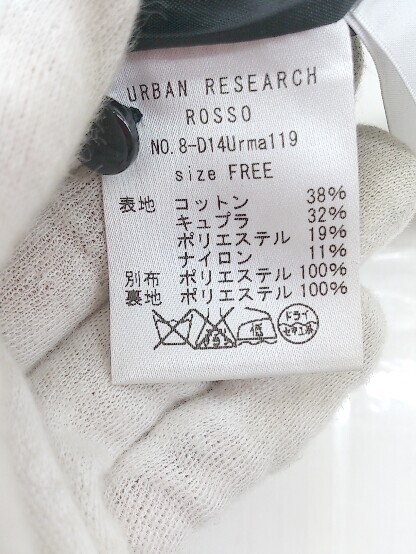 URBAN RESEARCH
ROSSO
NO.8-D14Urma119
size FREE
表地 コットン 38%
キュプラ 32%
ポリエステル 19%
ナイロン 11%
別布 ポリエステル 100%
裏地 ポリエステル 100%
低 ドライ
セキユ系